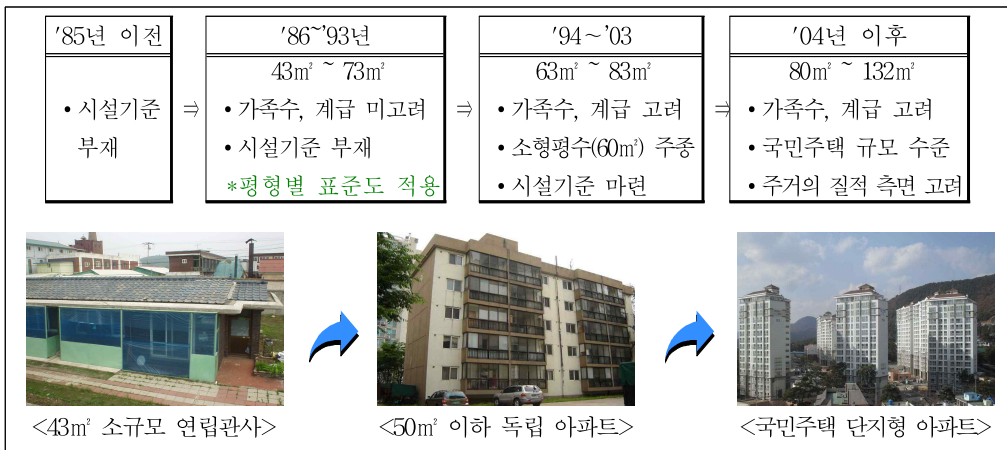 '85년 이전
• 시설기준
부재
⇒
'86~'93년
43㎡ ~ 73㎡
• 가족수, 계급 미고려
• 시설기준 부재
*평형별 표준도 적용
⇒
'94～'03
63㎡ ~ 83㎡
• 가족수, 계급 고려
• 소형평수(60㎡) 주종
• 시설기준 마련
⇒
'04년 이후
80㎡ ~ 132㎡
• 가족수, 계급 고려
• 국민주택 규모 수준
• 주거의 질적 측면 고려
<43㎡ 소규모 연립관사>
<50㎡ 이하 독립 아파트>
<국민주택 단지형 아파트>